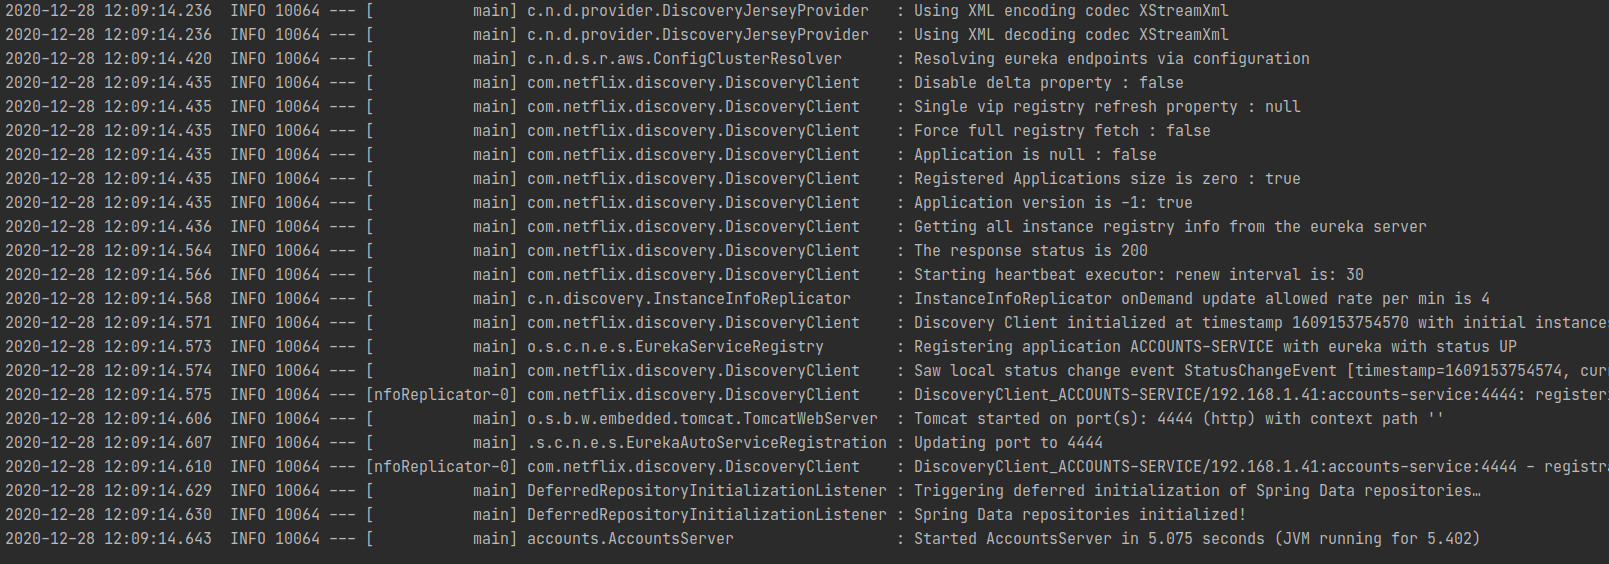 2020-12-28 12:09:14.236  INFO 10064 --- [           main] c.n.d.provider.DiscoveryJerseyProvider   : Using XML encoding codec XStreamXml
2020-12-28 12:09:14.236  INFO 10064 --- [           main] c.n.d.provider.DiscoveryJerseyProvider   : Using XML decoding codec XStreamXml
2020-12-28 12:09:14.420  INFO 10064 --- [           main] c.n.d.s.r.aws.ConfigClusterResolver      : Resolving eureka endpoints via configuration
2020-12-28 12:09:14.435  INFO 10064 --- [           main] com.netflix.discovery.DiscoveryClient    : Disable delta property : false
2020-12-28 12:09:14.435  INFO 10064 --- [           main] com.netflix.discovery.DiscoveryClient    : Single vip registry refresh property : null
2020-12-28 12:09:14.435  INFO 10064 --- [           main] com.netflix.discovery.DiscoveryClient    : Force full registry fetch : false
2020-12-28 12:09:14.435  INFO 10064 --- [           main] com.netflix.discovery.DiscoveryClient    : Application is null : false
2020-12-28 12:09:14.435  INFO 10064 --- [           main] com.netflix.discovery.DiscoveryClient    : Registered Applications size is zero : true
2020-12-28 12:09:14.435  INFO 10064 --- [           main] com.netflix.discovery.DiscoveryClient    : Application version is -1: true
2020-12-28 12:09:14.436  INFO 10064 --- [           main] com.netflix.discovery.DiscoveryClient    : Getting all instance registry info from the eureka server
2020-12-28 12:09:14.564  INFO 10064 --- [           main] com.netflix.discovery.DiscoveryClient    : The response status is 200
2020-12-28 12:09:14.566  INFO 10064 --- [           main] com.netflix.discovery.DiscoveryClient    : Starting heartbeat executor: renew interval is: 30
2020-12-28 12:09:14.568  INFO 10064 --- [           main] c.n.discovery.InstanceInfoReplicator     : InstanceInfoReplicator onDemand update allowed rate per min is 4
2020-12-28 12:09:14.571  INFO 10064 --- [           main] com.netflix.discovery.DiscoveryClient    : Discovery Client initialized at timestamp 1609153754570 with initial instances
2020-12-28 12:09:14.573  INFO 10064 --- [           main] o.s.c.n.e.s.EurekaServiceRegistry        : Registering application ACCOUNTS-SERVICE with eureka with status UP
2020-12-28 12:09:14.574  INFO 10064 --- [           main] com.netflix.discovery.DiscoveryClient    : Saw local status change event StatusChangeEvent [timestamp=1609153754574, cur
2020-12-28 12:09:14.575  INFO 10064 --- [nfoReplicator-0] com.netflix.discovery.DiscoveryClient    : DiscoveryClient_ACCOUNTS-SERVICE/192.168.1.41:accounts-service:4444: registeri
2020-12-28 12:09:14.606  INFO 10064 --- [           main] o.s.b.w.embedded.tomcat.TomcatWebServer  : Tomcat started on port(s): 4444 (http) with context path ''
2020-12-28 12:09:14.607  INFO 10064 --- [           main] .s.c.n.e.s.EurekaAutoServiceRegistration : Updating port to 4444
2020-12-28 12:09:14.610  INFO 10064 --- [nfoReplicator-0] com.netflix.discovery.DiscoveryClient    : DiscoveryClient_ACCOUNTS-SERVICE/192.168.1.41:accounts-service:4444 - registra
2020-12-28 12:09:14.629  INFO 10064 --- [           main] DeferredRepositoryInitializationListener : Triggering deferred initialization of Spring Data repositories…
2020-12-28 12:09:14.630  INFO 10064 --- [           main] DeferredRepositoryInitializationListener : Spring Data repositories initialized!
2020-12-28 12:09:14.643  INFO 10064 --- [           main] accounts.AccountsServer                  : Started AccountsServer in 5.075 seconds (JVM running for 5.402)